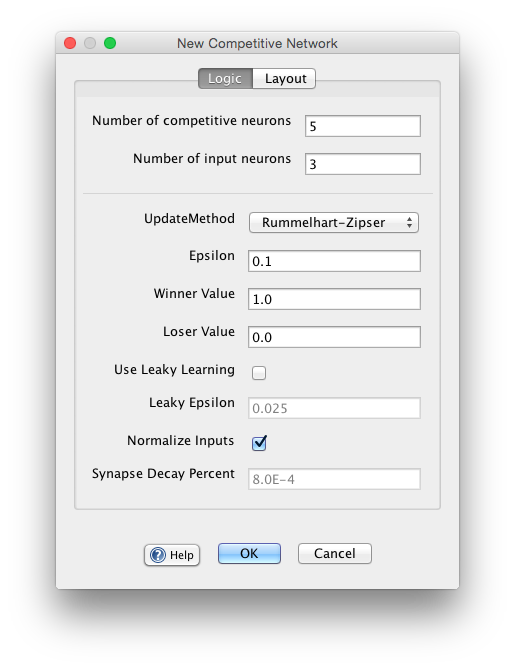 New Competitive Network
Logic Layout
Number of competitive neurons 5
Number of input neurons 3
UpdateMethod Rummelhart-Zipser
Epsilon 0.1
Winner Value 1.0
Loser Value 0.0
Use Leaky Learning
Leaky Epsilon 0.025
Normalize Inputs
Synapse Decay Percent 8.0E-4
? Help OK Cancel